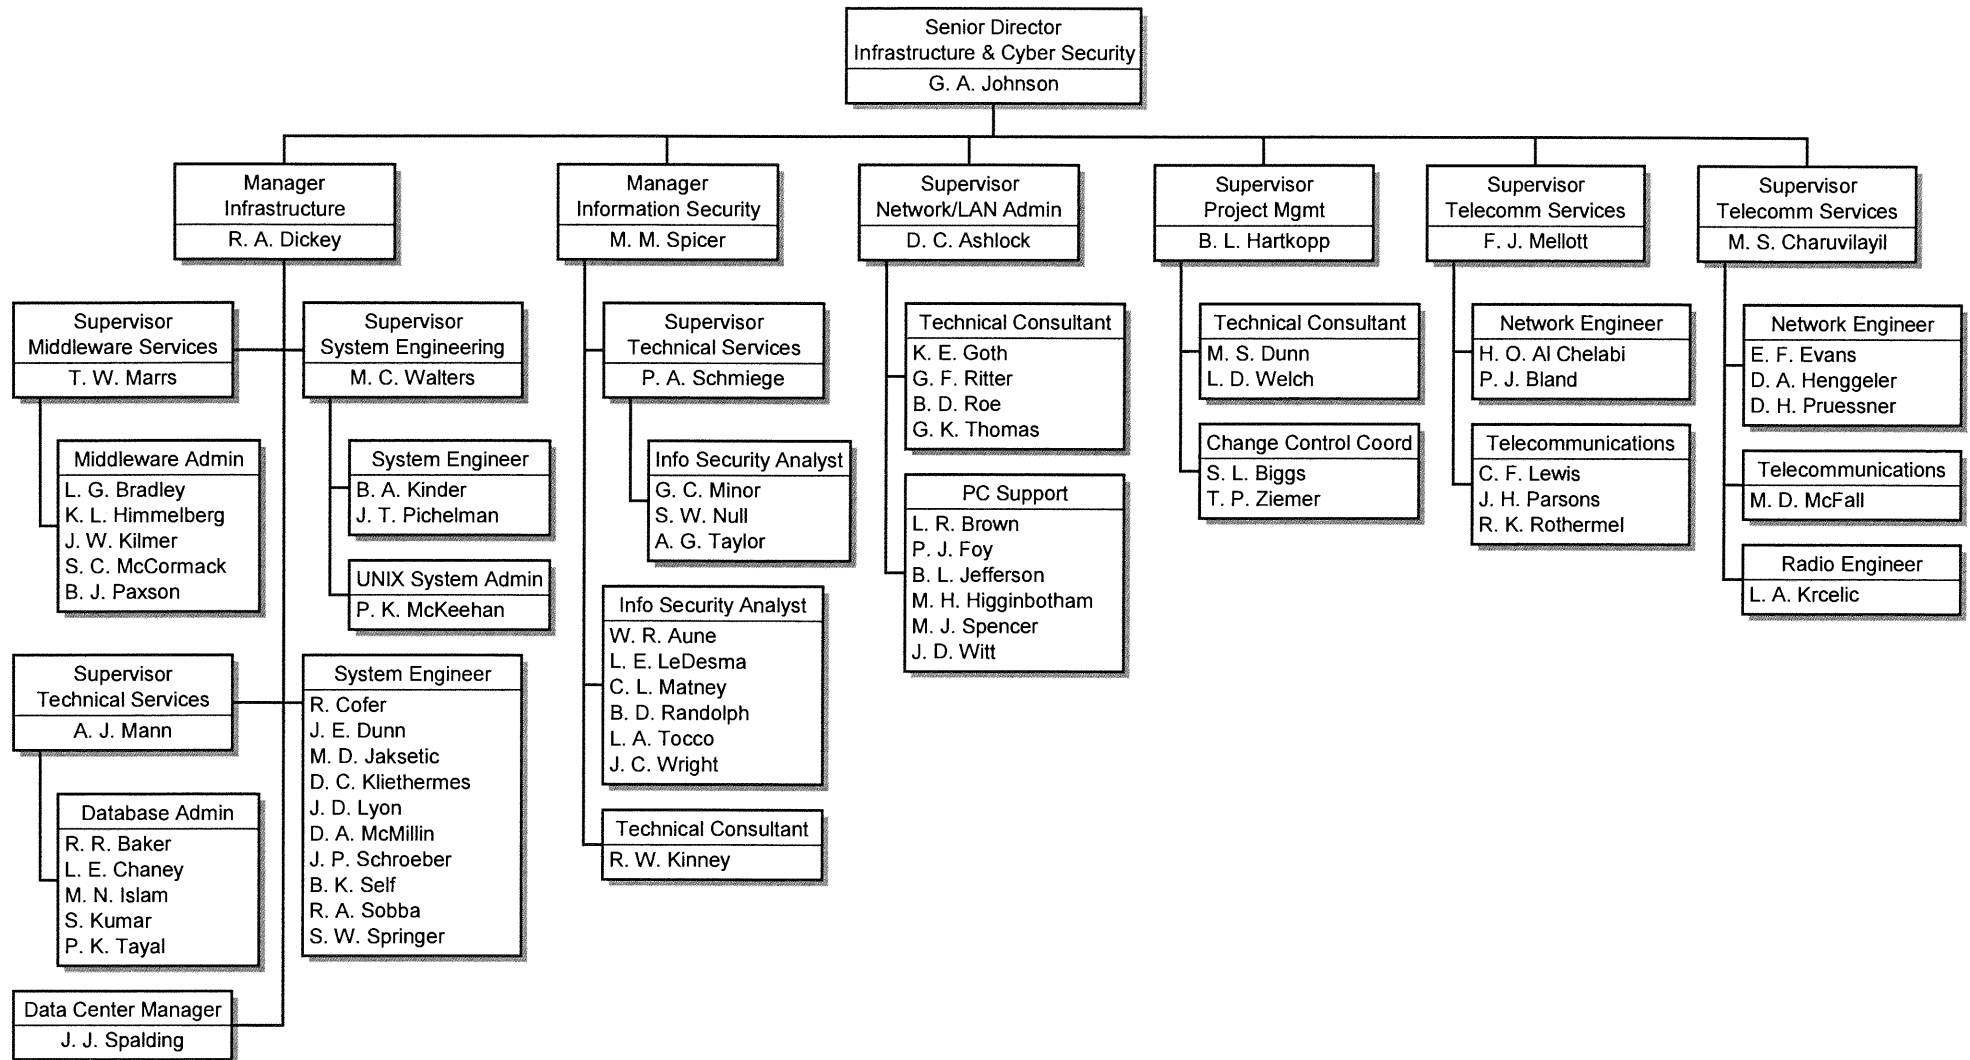 Senior Director
Infrastructure & Cyber Security
G. A. Johnson
Manager
Infrastructure
R. A. Dickey
Supervisor
Middleware Services
T. W. Marrs
Middleware Admin
L. G. Bradley
K. L. Himmelberg
J. W. Kilmer
S. C. McCormack
B. J. Paxson
Supervisor
System Engineering
M. C. Walters
System Engineer
B. A. Kinder
J. T. Pichelman
UNIX System Admin
P. K. McKeehan
Supervisor
Technical Services
A. J. Mann
Database Admin
R. R. Baker
L. E. Chaney
M. N. Islam
S. Kumar
P. K. Tayal
System Engineer
R. Cofer
J. E. Dunn
M. D. Jaksetic
D. C. Kliethermes
J. D. Lyon
D. A. McMillin
J. P. Schroeber
B. K. Self
R. A. Sobba
S. W. Springer
Data Center Manager
J. J. Spalding
Manager
Information Security
M. M. Spicer
Supervisor
Technical Services
P. A. Schmiege
Info Security Analyst
G. C. Minor
S. W. Null
A. G. Taylor
Info Security Analyst
W. R. Aune
L. E. LeDesma
C. L. Matney
B. D. Randolph
L. A. Tocco
J. C. Wright
Technical Consultant
R. W. Kinney
Supervisor
Network/LAN Admin
D. C. Ashlock
Technical Consultant
K. E. Goth
G. F. Ritter
B. D. Roe
G. K. Thomas
PC Support
L. R. Brown
P. J. Foy
B. L. Jefferson
M. H. Higginbotham
M. J. Spencer
J. D. Witt
Supervisor
Project Mgmt
B. L. Hartkopp
Technical Consultant
M. S. Dunn
L. D. Welch
Change Control Coord
S. L. Biggs
T. P. Ziemer
Supervisor
Telecomm Services
F. J. Mellott
Network Engineer
H. O. Al Chelabi
P. J. Bland
Telecommunications
C. F. Lewis
J. H. Parsons
R. K. Rothermel
Supervisor
Telecomm Services
M. S. Charuvilayil
Network Engineer
E. F. Evans
D. A. Henggeler
D. H. Pruessner
Telecommunications
M. D. McFall
Radio Engineer
L. A. Krcelic